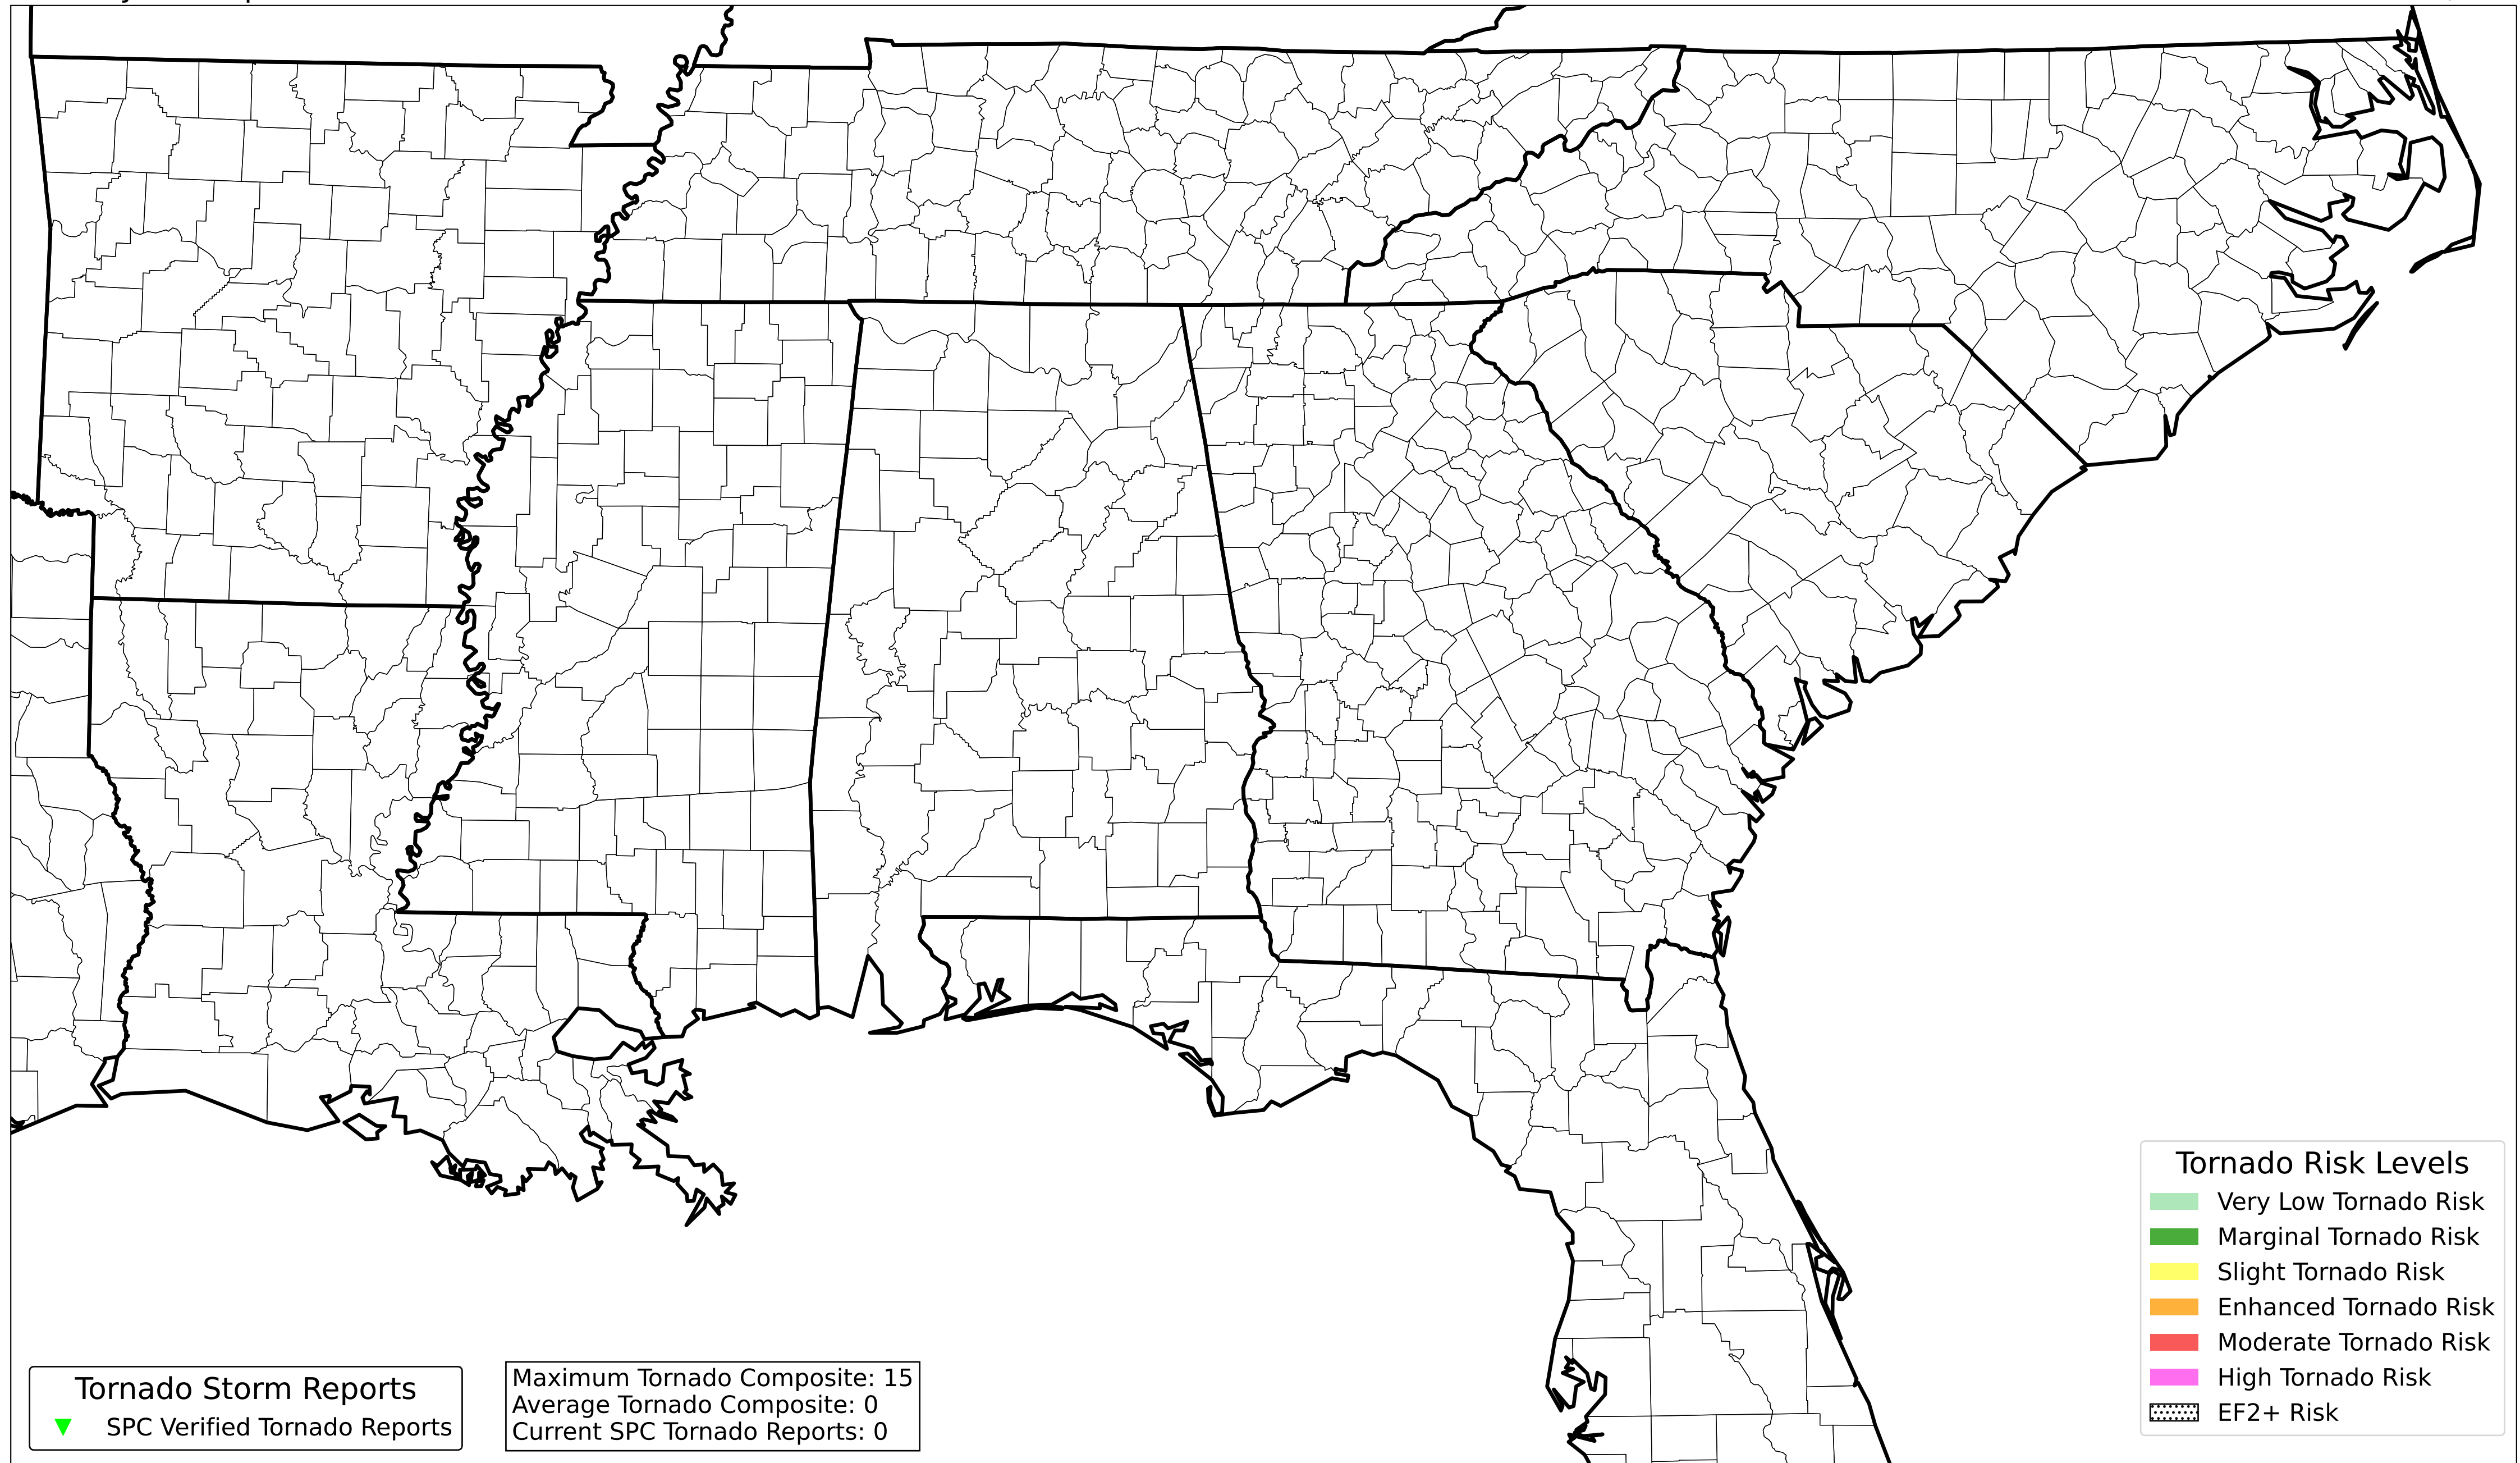 Tornado Risk Levels
Very Low Tornado Risk
Marginal Tornado Risk
Slight Tornado Risk
Enhanced Tornado Risk
Moderate Tornado Risk
High Tornado Risk
EF2+ Risk
Tornado Storm Reports
SPC Verified Tornado Reports
Maximum Tornado Composite: 15
Average Tornado Composite: 0
Current SPC Tornado Reports: 0